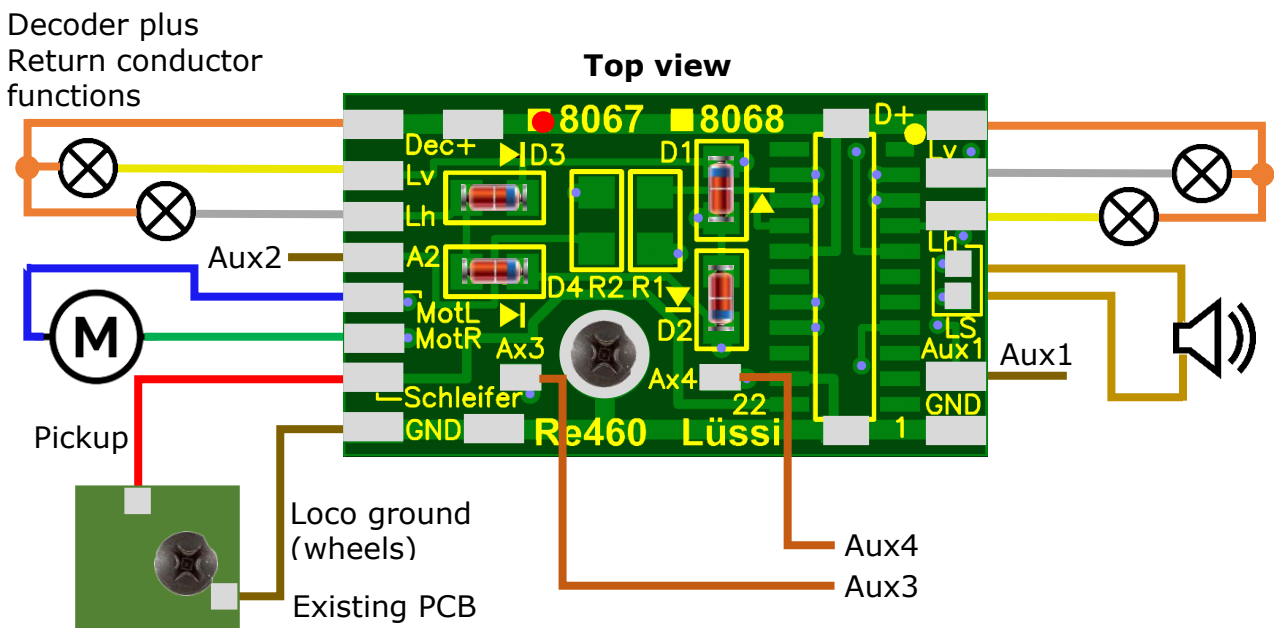 Decoder plus
Return conductor
functions
Top view
8067
8068
D+
Dec+
D3
D1
Lv
Lv
Lh
Lh
Aux2
A2
D4 R2 R1
MotL
MotR
D2
LS
Ax3
Aux1
Aux1
Ax4
Schleifer
22
GND
GND
Re460
Lüssi
1
M
Pickup
Loco ground
(wheels)
Existing PCB
Aux4
Aux3